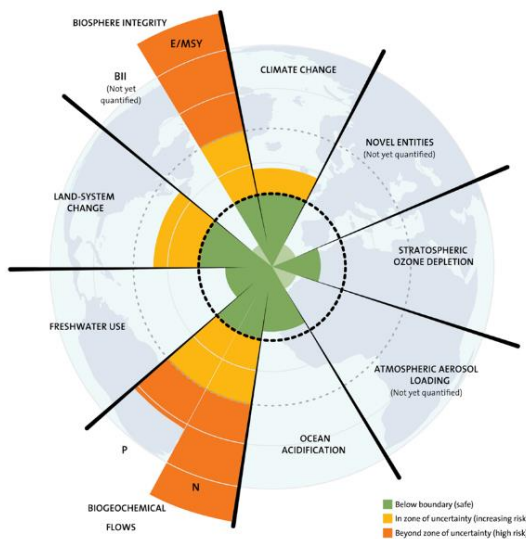 BIOSPHERE INTEGRITY
E/MSY
BII
(Not yet
quantified)
CLIMATE CHANGE
NOVEL ENTITIES
(Not yet quantified)
LAND-SYSTEM
CHANGE
STRATOSPHERIC
OZONE DEPLETION
FRESHWATER USE
ATMOSPHERIC AEROSOL
LOADING
(Not yet quantified)
OCEAN
ACIDIFICATION
P
N
BIOGEOCHEMICAL
FLOWS
Below boundary (safe)
In zone of uncertainty (increasing risk
Beyond zone of uncertainty (high risk)